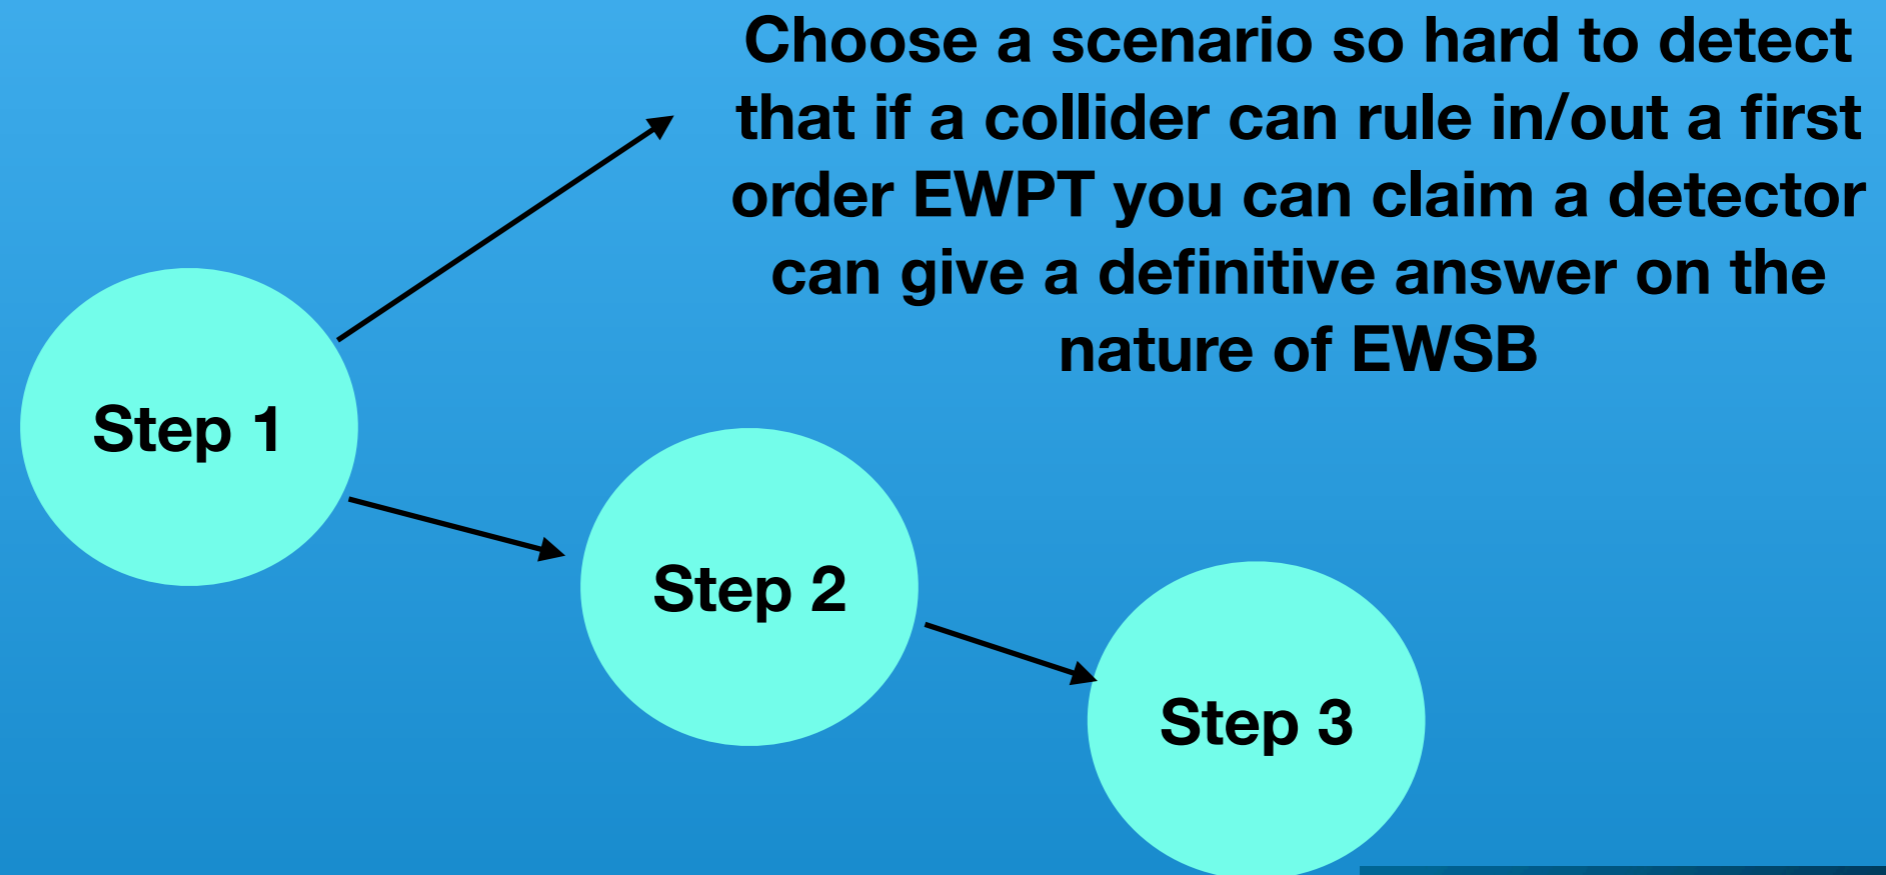 Choose a scenario so hard to detect
that if a collider can rule in/out a first
order EWPT you can claim a detector
can give a definitive answer on the
nature of EWSB
Step 1
Step 2
Step 3